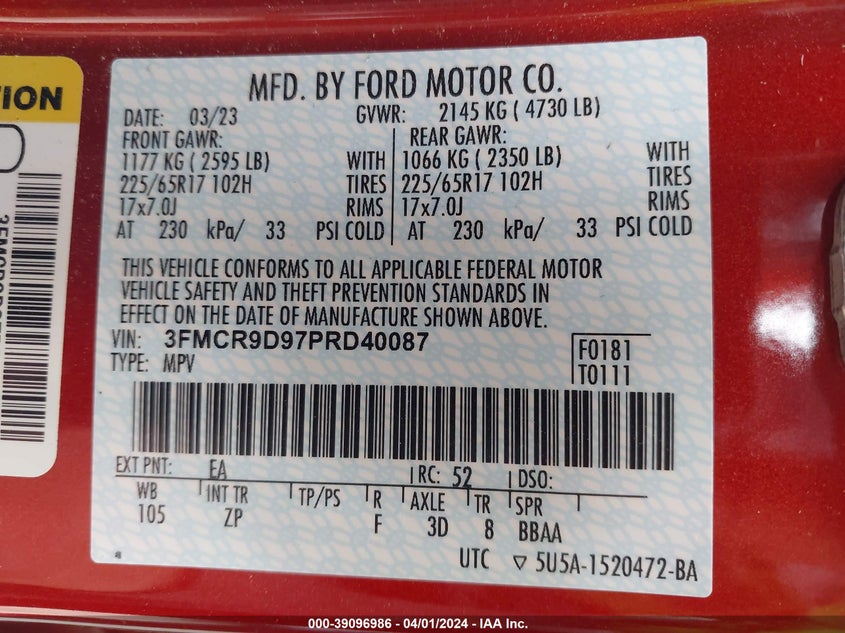 TION
MFD. BY FORD MOTOR CO.
DATE: 03/23 GVWR: 2145 KG ( 4730 LB)
FRONT GAWR: REAR GAWR:
1177 KG ( 2595 LB) WITH 1066 KG ( 2350 LB) WITH
225/65R17 102H TIRES 225/65R17 102H TIRES
17x7.0J RIMS 17x7.0J RIMS
AT 230 kPa/ 33 PSI COLD AT 230 kPa/ 33 PSI COLD
THIS VEHICLE CONFORMS TO ALL APPLICABLE FEDERAL MOTOR
VEHICLE SAFETY AND THEFT PREVENTION STANDARDS IN
EFFECT ON THE DATE OF MANUFACTURE SHOWN ABOVE.
VIN: 3FMCR9D97PRD40087 F0181
TYPE: MPV T0111
EXT PNT: EA RC: 52 DSO:
WB INT TR TP/PS R AXLE TR SPR
105 ZP F 3D 8 BBAA
UTC ▽ 5U5A-1520472-BA
000-39096986 / 04/01/2024 - IAA Inc.